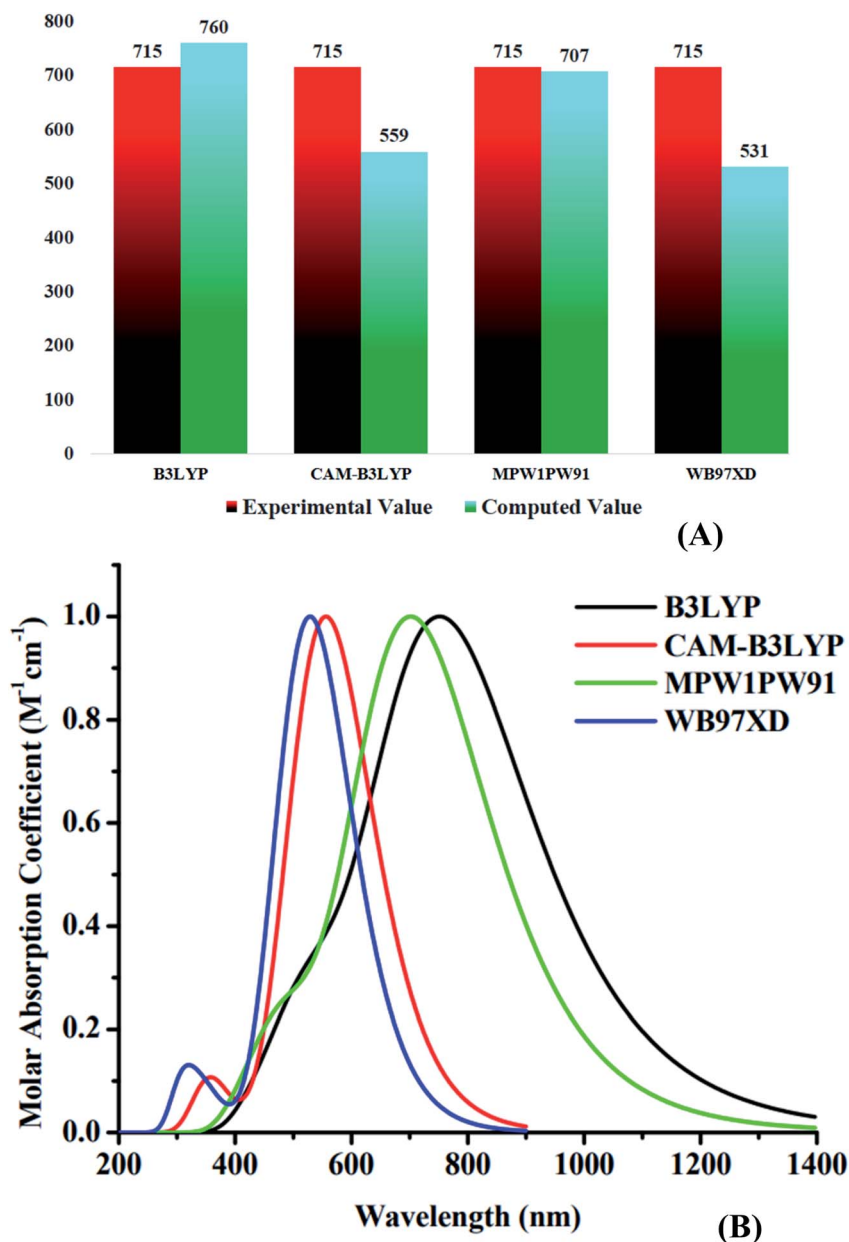 800
700
600
500
400
300
200
100
0
715 760 715 559 715 707 715 531
B3LYP CAM-B3LYP MPW1PW91 WB97XD
Experimental Value Computed Value
(A)
Molar Absorption Coefficient (M⁻¹cm⁻¹)
1.0
0.8
0.6
0.4
0.2
0.0
B3LYP
CAM-B3LYP
MPW1PW91
WB97XD
200 400 600 800 1000 1200 1400
Wavelength (nm)
(B)